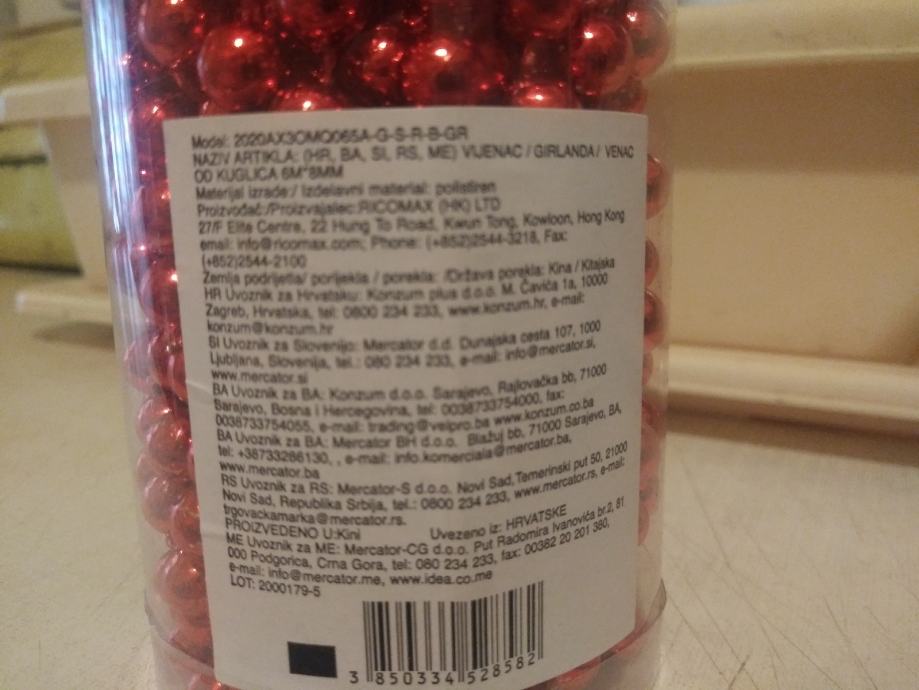 Model: 2020AX3OMQ065A-G-S-R-B-GR
NAZIV ARTIKLA: (HR, BA, SI, RS, ME) VIJENAC / GIRLANDA / VENAC
OD KUGLICA 6M*8MM
Materijal izrade:/ Izdelavni material: polistiren
Proizvođač:/Proizvajalec:RICOMAX (HK) LTD
27/F Elite Centre, 22 Hung To Road, Kwun Tong, Kowloon, Hong Kong
email: info@ricomax.com; Phone: (+852)2544-3218, Fax:
(+852)2544-2100
Zemlja podrijetla/ porijekla / porekla: /Država porekla: Kina / Kitajska
HR Uvoznik za Hrvatsku: Konzum plus d.o.o. M. Čavića 1a, 10000
Zagreb, Hrvatska, tel: 0800 234 233, www.konzum.hr, e-mail:
konzum@konzum.hr
SI Uvoznik za Slovenijo: Mercator d.d. Dunajska cesta 107, 1000
Ljubljana, Slovenija, tel.: 080 234 233, e-mail: info@mercator.si,
www.mercator.si
BA Uvoznik za BA: Konzum d.o.o. Sarajevo, Rajlovačka bb, 71000
Sarajevo, Bosna i Hercegovina, tel: 0038733754000, fax:
0038733754055, e-mail: trading@velpro.ba www.konzum.co.ba
BA Uvoznik za BA: Mercator BH d.o.o. Blažuj bb, 71000 Sarajevo, BA,
tel: +38733286130, , e-mail: info.komerciala@mercator.ba,
www.mercator.ba
RS Uvoznik za RS: Mercator-S d.o.o. Novi Sad,Temerinski put 50, 21000
Novi Sad, Republika Srbija, tel.: 0800 234 233, www.mercator.rs, e-mail:
trgovackamarka@mercator.rs.
PROIZVEDENO U:Kini Uvezeno iz: HRVATSKE
ME Uvoznik za ME: Mercator-CG d.o.o. Put Radomira Ivanovića br.2, 81
000 Podgorica, Crna Gora, tel: 080 234 233, fax: 00382 20 201 380,
e-mail: info@mercator.me, www.idea.co.me
LOT: 2000179-5
3 850334 528582